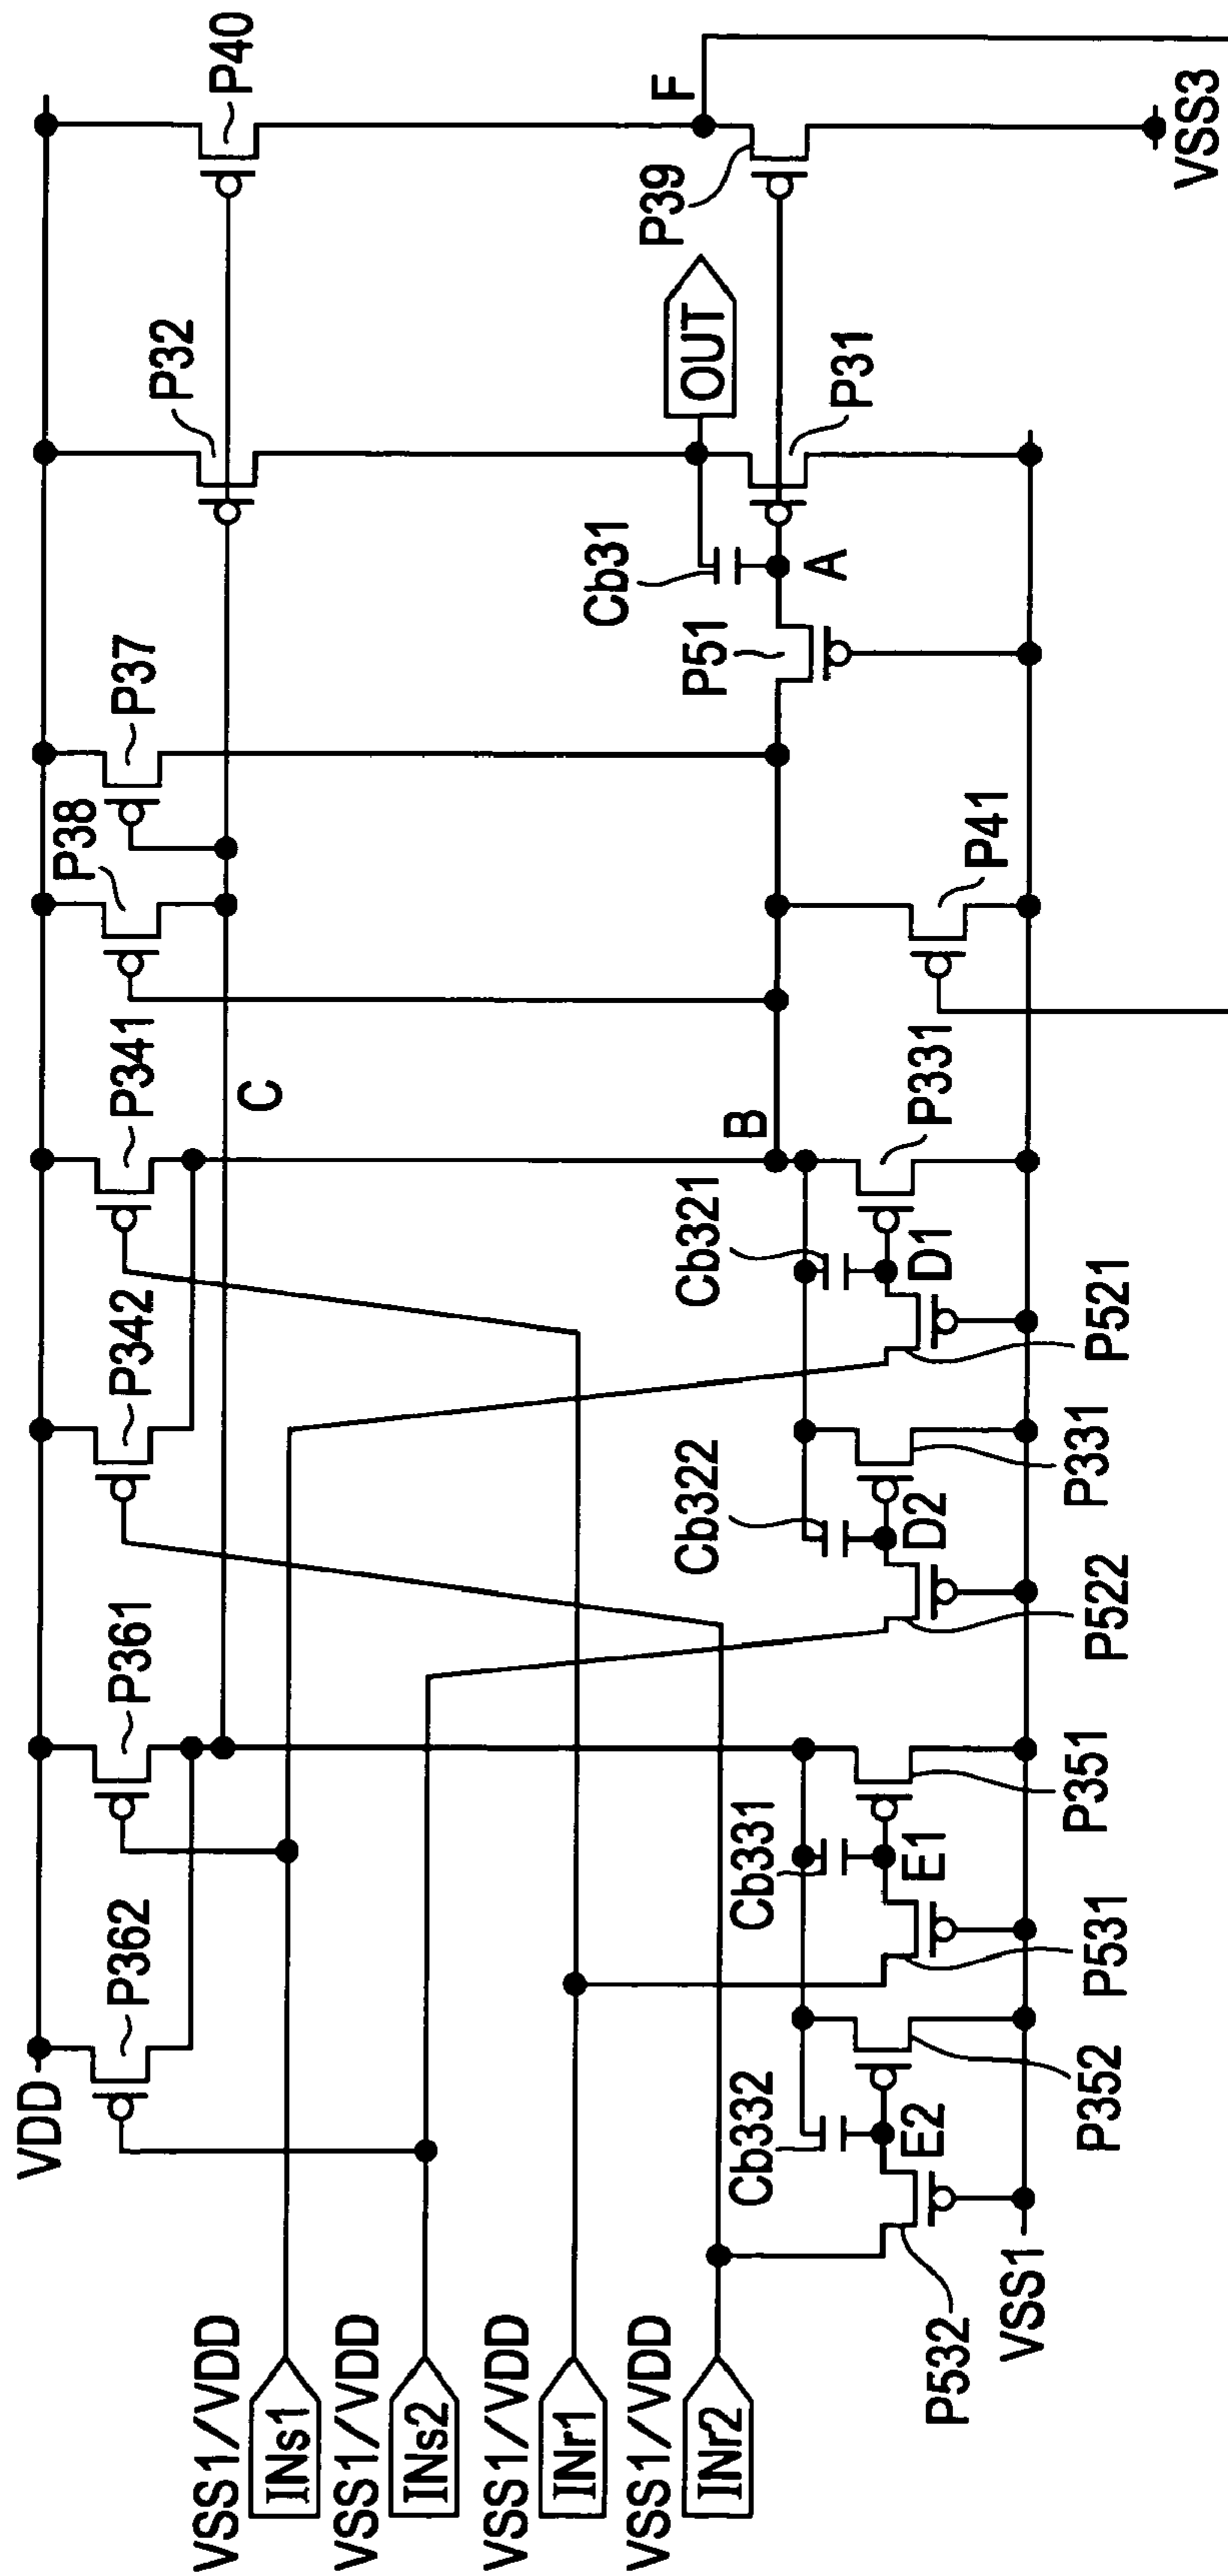 VDD
P362
P361
P342
P341
P38
P37
P32
P40
C
VSS1/VDD
INs1
VSS1/VDD
INs2
VSS1/VDD
INr1
VSS1/VDD
INr2
Cb332
Cb331
Cb322
Cb321
B
P51
Cb31
A
OUT
P31
P39
F
E2
E1
D2
D1
P331
P41
P532
VSS1
P352
P531
P351
P522
P331
P521
VSS3